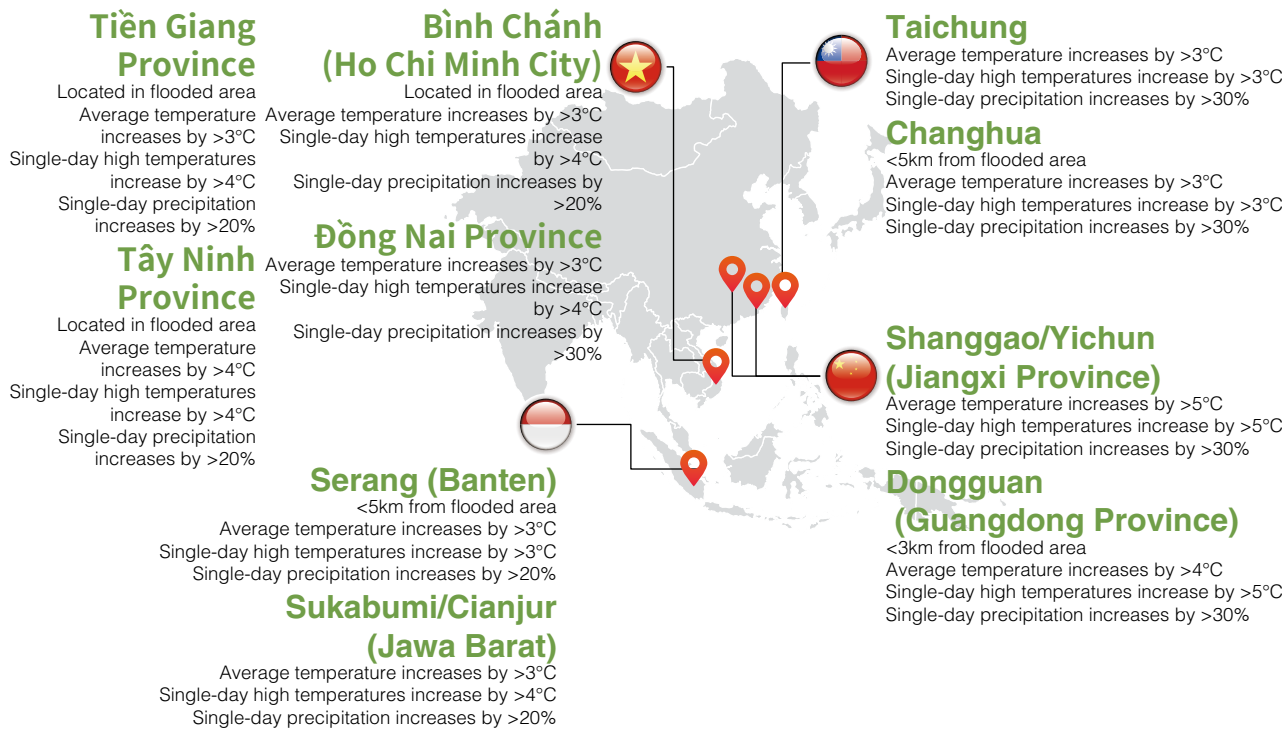 Tiền Giang
Province
Located in flooded area
Average temperature
increases by >3°C
Single-day high temperatures
increase by >4°C
Single-day precipitation
increases by >20%
Tây Ninh
Province
Located in flooded area
Average temperature
increases by >4°C
Single-day high temperatures
increase by >4°C
Single-day precipitation
increases by >20%
Bình Chánh
(Ho Chi Minh City)
Located in flooded area
Average temperature increases by >3°C
Single-day high temperatures increase
by >4°C
Single-day precipitation increases by
>20%
Đồng Nai Province
Average temperature increases by >3°C
Single-day high temperatures increase
by >4°C
Single-day precipitation increases by
>30%
Serang (Banten)
<5km from flooded area
Average temperature increases by >3°C
Single-day high temperatures increase by >3°C
Single-day precipitation increases by >20%
Sukabumi/Cianjur
(Jawa Barat)
Average temperature increases by >3°C
Single-day high temperatures increase by >4°C
Single-day precipitation increases by >20%
Taichung
Average temperature increases by >3°C
Single-day high temperatures increase by >3°C
Single-day precipitation increases by >30%
Changhua
<5km from flooded area
Average temperature increases by >3°C
Single-day high temperatures increase by >3°C
Single-day precipitation increases by >30%
Shanggao/Yichun
(Jiangxi Province)
Average temperature increases by >5°C
Single-day high temperatures increase by >5°C
Single-day precipitation increases by >30%
Dongguan
(Guangdong Province)
<3km from flooded area
Average temperature increases by >4°C
Single-day high temperatures increase by >5°C
Single-day precipitation increases by >30%